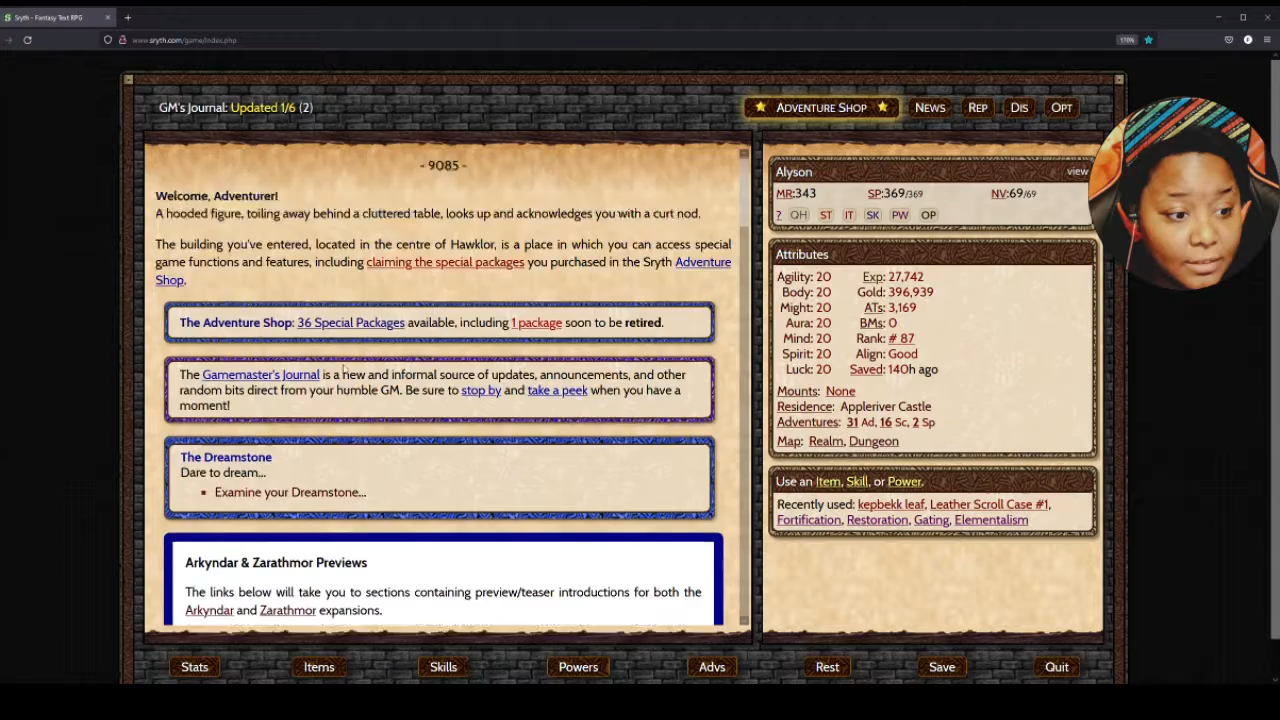 Sryth - Fantasy Text RPG
www.sryth.com/game/index.php
170%
GM's Journal: Updated 1/6 (2)
ADVENTURE SHOP
NEWS
REP
DIS
OPT
- 9085 -
Welcome, Adventurer!
A hooded figure, toiling away behind a cluttered table, looks up and acknowledges you with a curt nod.
The building you've entered, located in the centre of Hawklor, is a place in which you can access special
game functions and features, including claiming the special packages you purchased in the Sryth Adventure
Shop.
The Adventure Shop: 36 Special Packages available, including 1 package soon to be retired.
The Gamemaster's Journal is a new and informal source of updates, announcements, and other
random bits direct from your humble GM. Be sure to stop by and take a peek when you have a
moment!
The Dreamstone
Dare to dream...
Examine your Dreamstone...
Arkyndar & Zarathmor Previews
The links below will take you to sections containing preview/teaser introductions for both the
Arkyndar and Zarathmor expansions.
Alyson
view
MR:343 SP:369/369 NV:69/69
? QH ST IT SK PW OP
Attributes
Agility: 20 Exp: 27,742
Body: 20 Gold: 396,939
Might: 20 ATs: 3,169
Aura: 20 BMs: 0
Mind: 20 Rank: # 87
Spirit: 20 Align: Good
Luck: 20 Saved: 140h ago
Mounts: None
Residence: Appleriver Castle
Adventures: 31 Ad, 16 Sc, 2 Sp
Map: Realm, Dungeon
Use an Item, Skill, or Power.
Recently used: kepbekk leaf, Leather Scroll Case #1,
Fortification, Restoration, Gating, Elementalism
Stats
Items
Skills
Powers
Advs
Rest
Save
Quit